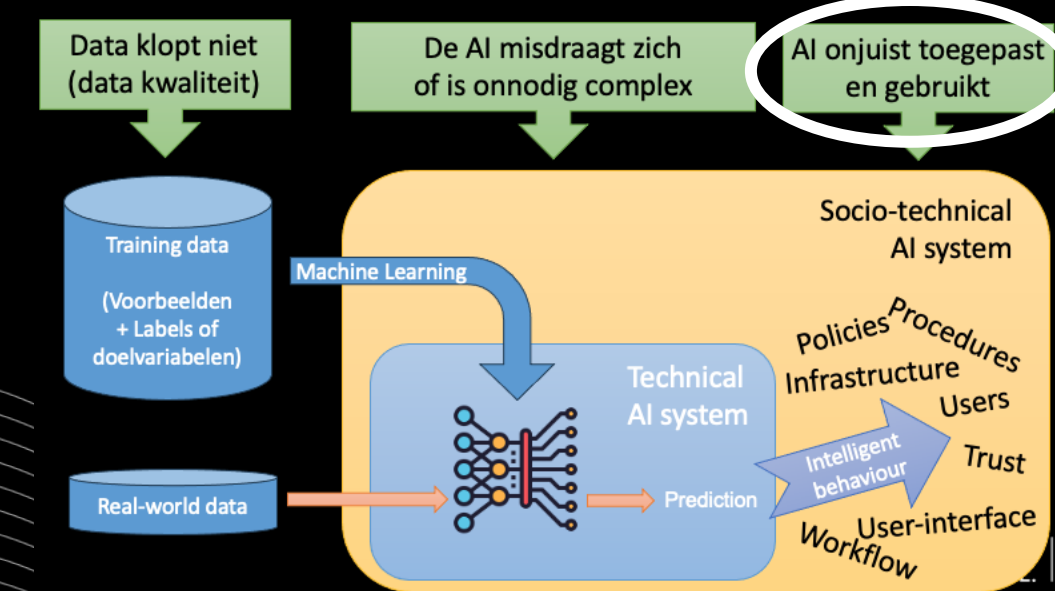 Data klopt niet
(data kwaliteit)
De AI misdraagt zich
of is onnodig complex
AI onjuist toegepast
en gebruikt
Training data
(Voorbeelden
+ Labels of
doelvariabelen)
Machine Learning
Real-world data
Technical
AI system
Prediction
Socio-technical
AI system
Policies
Procedures
Infrastructure
Users
Intelligent
behaviour
Trust
User-interface
Workflow